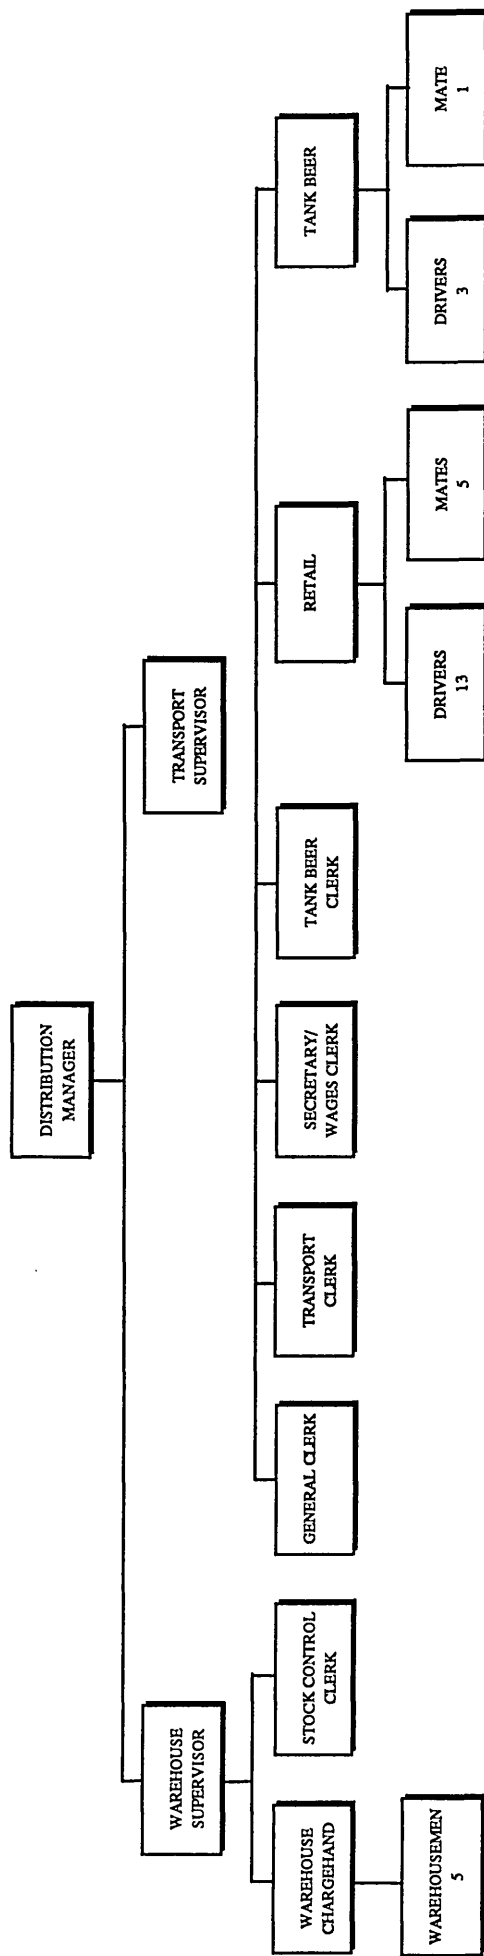 DISTRIBUTION
MANAGER
WAREHOUSE
SUPERVISOR
TRANSPORT
SUPERVISOR
WAREHOUSE
CHARGEHAND
STOCK CONTROL
CLERK
GENERAL CLERK
TRANSPORT
CLERK
SECRETARY/
WAGES CLERK
TANK BEER
CLERK
RETAIL
TANK BEER
WAREHOUSEMEN
5
DRIVERS
13
MATES
5
DRIVERS
3
MATE
1